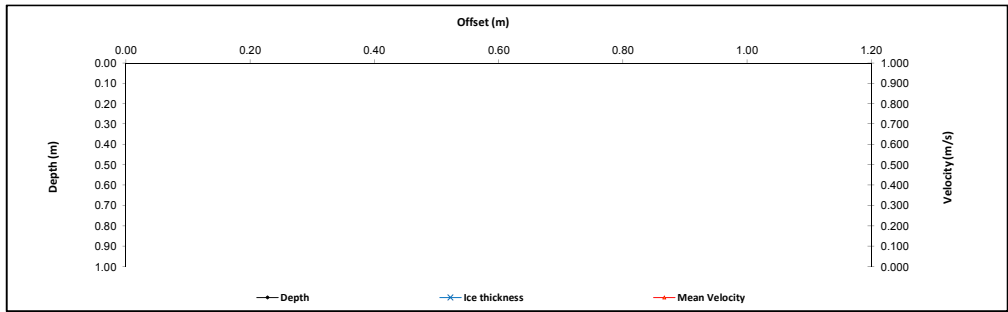 Offset (m)
0.00 0.20 0.40 0.60 0.80 1.00 1.20
0.00 1.000
0.10 0.900
0.20 0.800
0.30 0.700
0.40 0.600
0.50 0.500
0.60 0.400
0.70 0.300
0.80 0.200
0.90 0.100
1.00 0.000
Depth (m)
Velocity (m/s)
Depth Ice thickness Mean Velocity